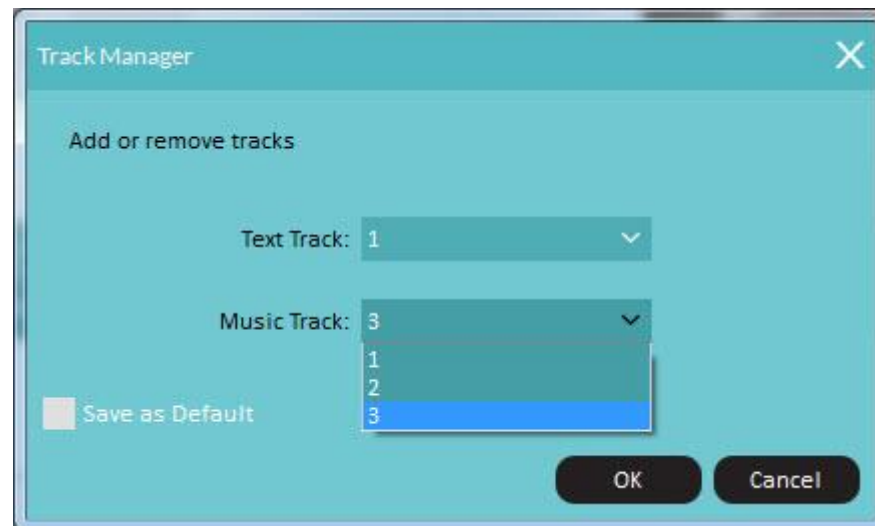 Track Manager
Add or remove tracks
Text Track: 1
Music Track: 3
1
2
3
Save as Default
OK Cancel